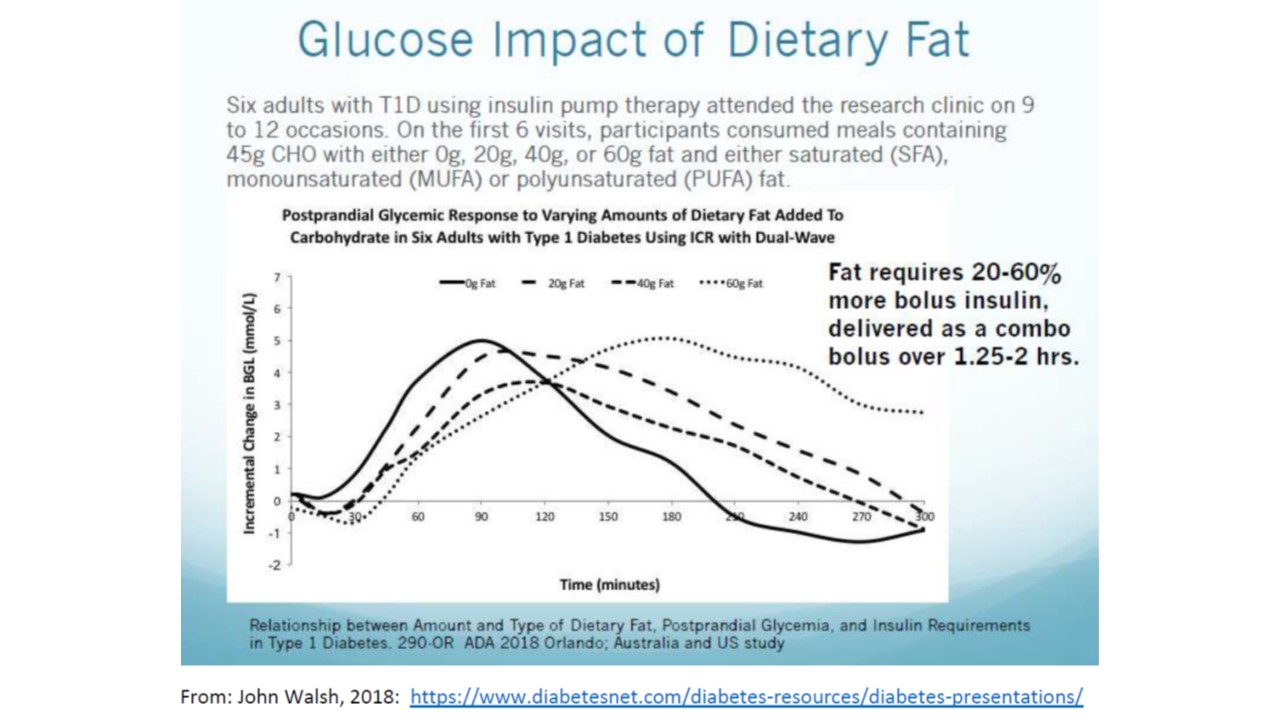 Glucose Impact of Dietary Fat
Six adults with T1D using insulin pump therapy attended the research clinic on 9
to 12 occasions. On the first 6 visits, participants consumed meals containing
45g CHO with either 0g, 20g, 40g, or 60g fat and either saturated (SFA),
monounsaturated (MUFA) or polyunsaturated (PUFA) fat.
Postprandial Glycemic Response to Varying Amounts of Dietary Fat Added To
Carbohydrate in Six Adults with Type 1 Diabetes Using ICR with Dual-Wave
Fat requires 20-60%
more bolus insulin,
delivered as a combo
bolus over 1.25-2 hrs.
0g Fat 20g Fat 40g Fat 60g Fat
Incremental Change in BGL (mmol/L)
7
6
5
4
3
2
1
0
-1
-2
0 30 60 90 120 150 180 210 240 270 300
Time (minutes)
Relationship between Amount and Type of Dietary Fat, Postprandial Glycemia, and Insulin Requirements
in Type 1 Diabetes. 290-OR ADA 2018 Orlando; Australia and US study
From: John Walsh, 2018: https://www.diabetesnet.com/diabetes-resources/diabetes-presentations/